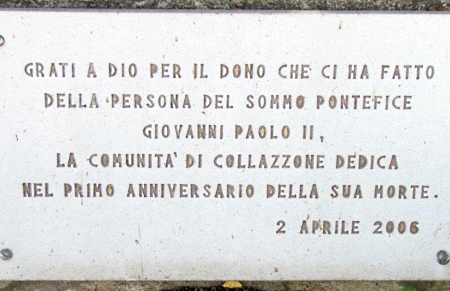 GRATI A DIO PER IL DONO CHE CI HA FATTO
DELLA PERSONA DEL SOMMO PONTEFICE
GIOVANNI PAOLO II,
LA COMUNITA' DI COLLAZZONE DEDICA
NEL PRIMO ANNIVERSARIO DELLA SUA MORTE.
2 APRILE 2006